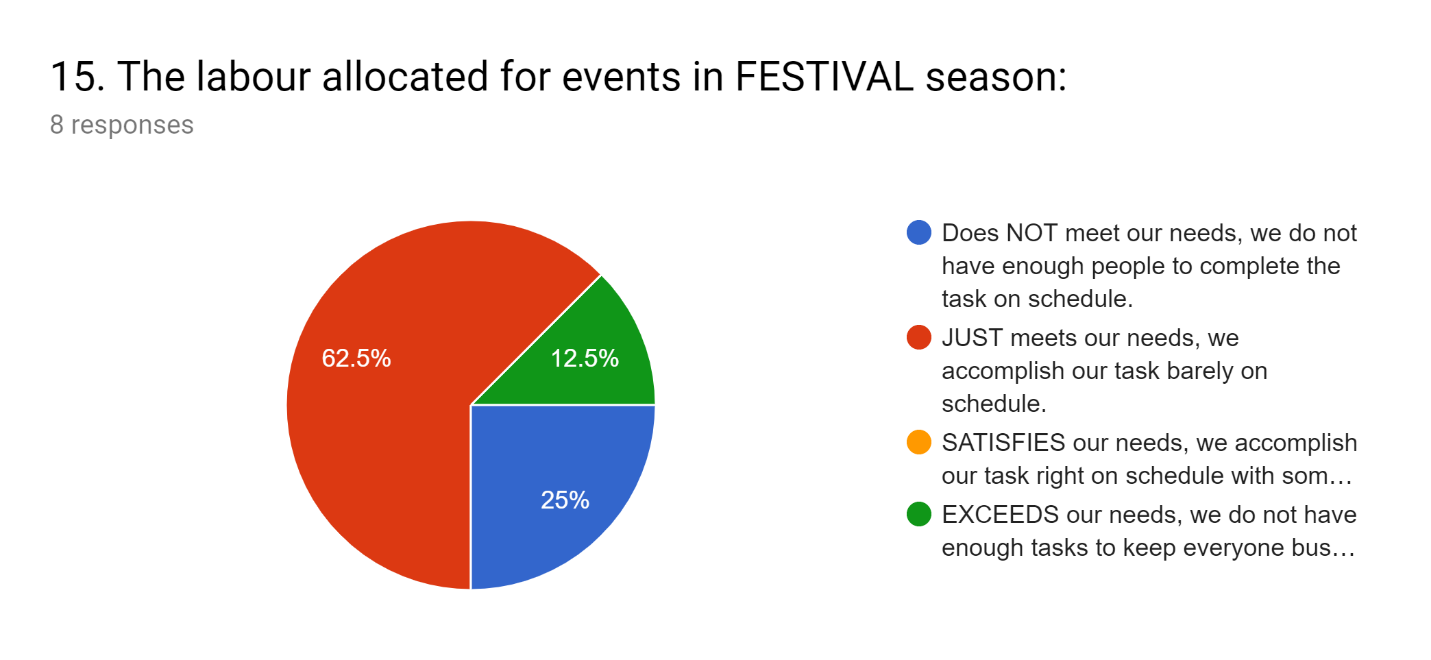 15. The labour allocated for events in FESTIVAL season:
8 responses
62.5%
12.5%
25%
Does NOT meet our needs, we do not
have enough people to complete the
task on schedule.
JUST meets our needs, we
accomplish our task barely on
schedule.
SATISFIES our needs, we accomplish
our task right on schedule with som…
EXCEEDS our needs, we do not have
enough tasks to keep everyone bus…